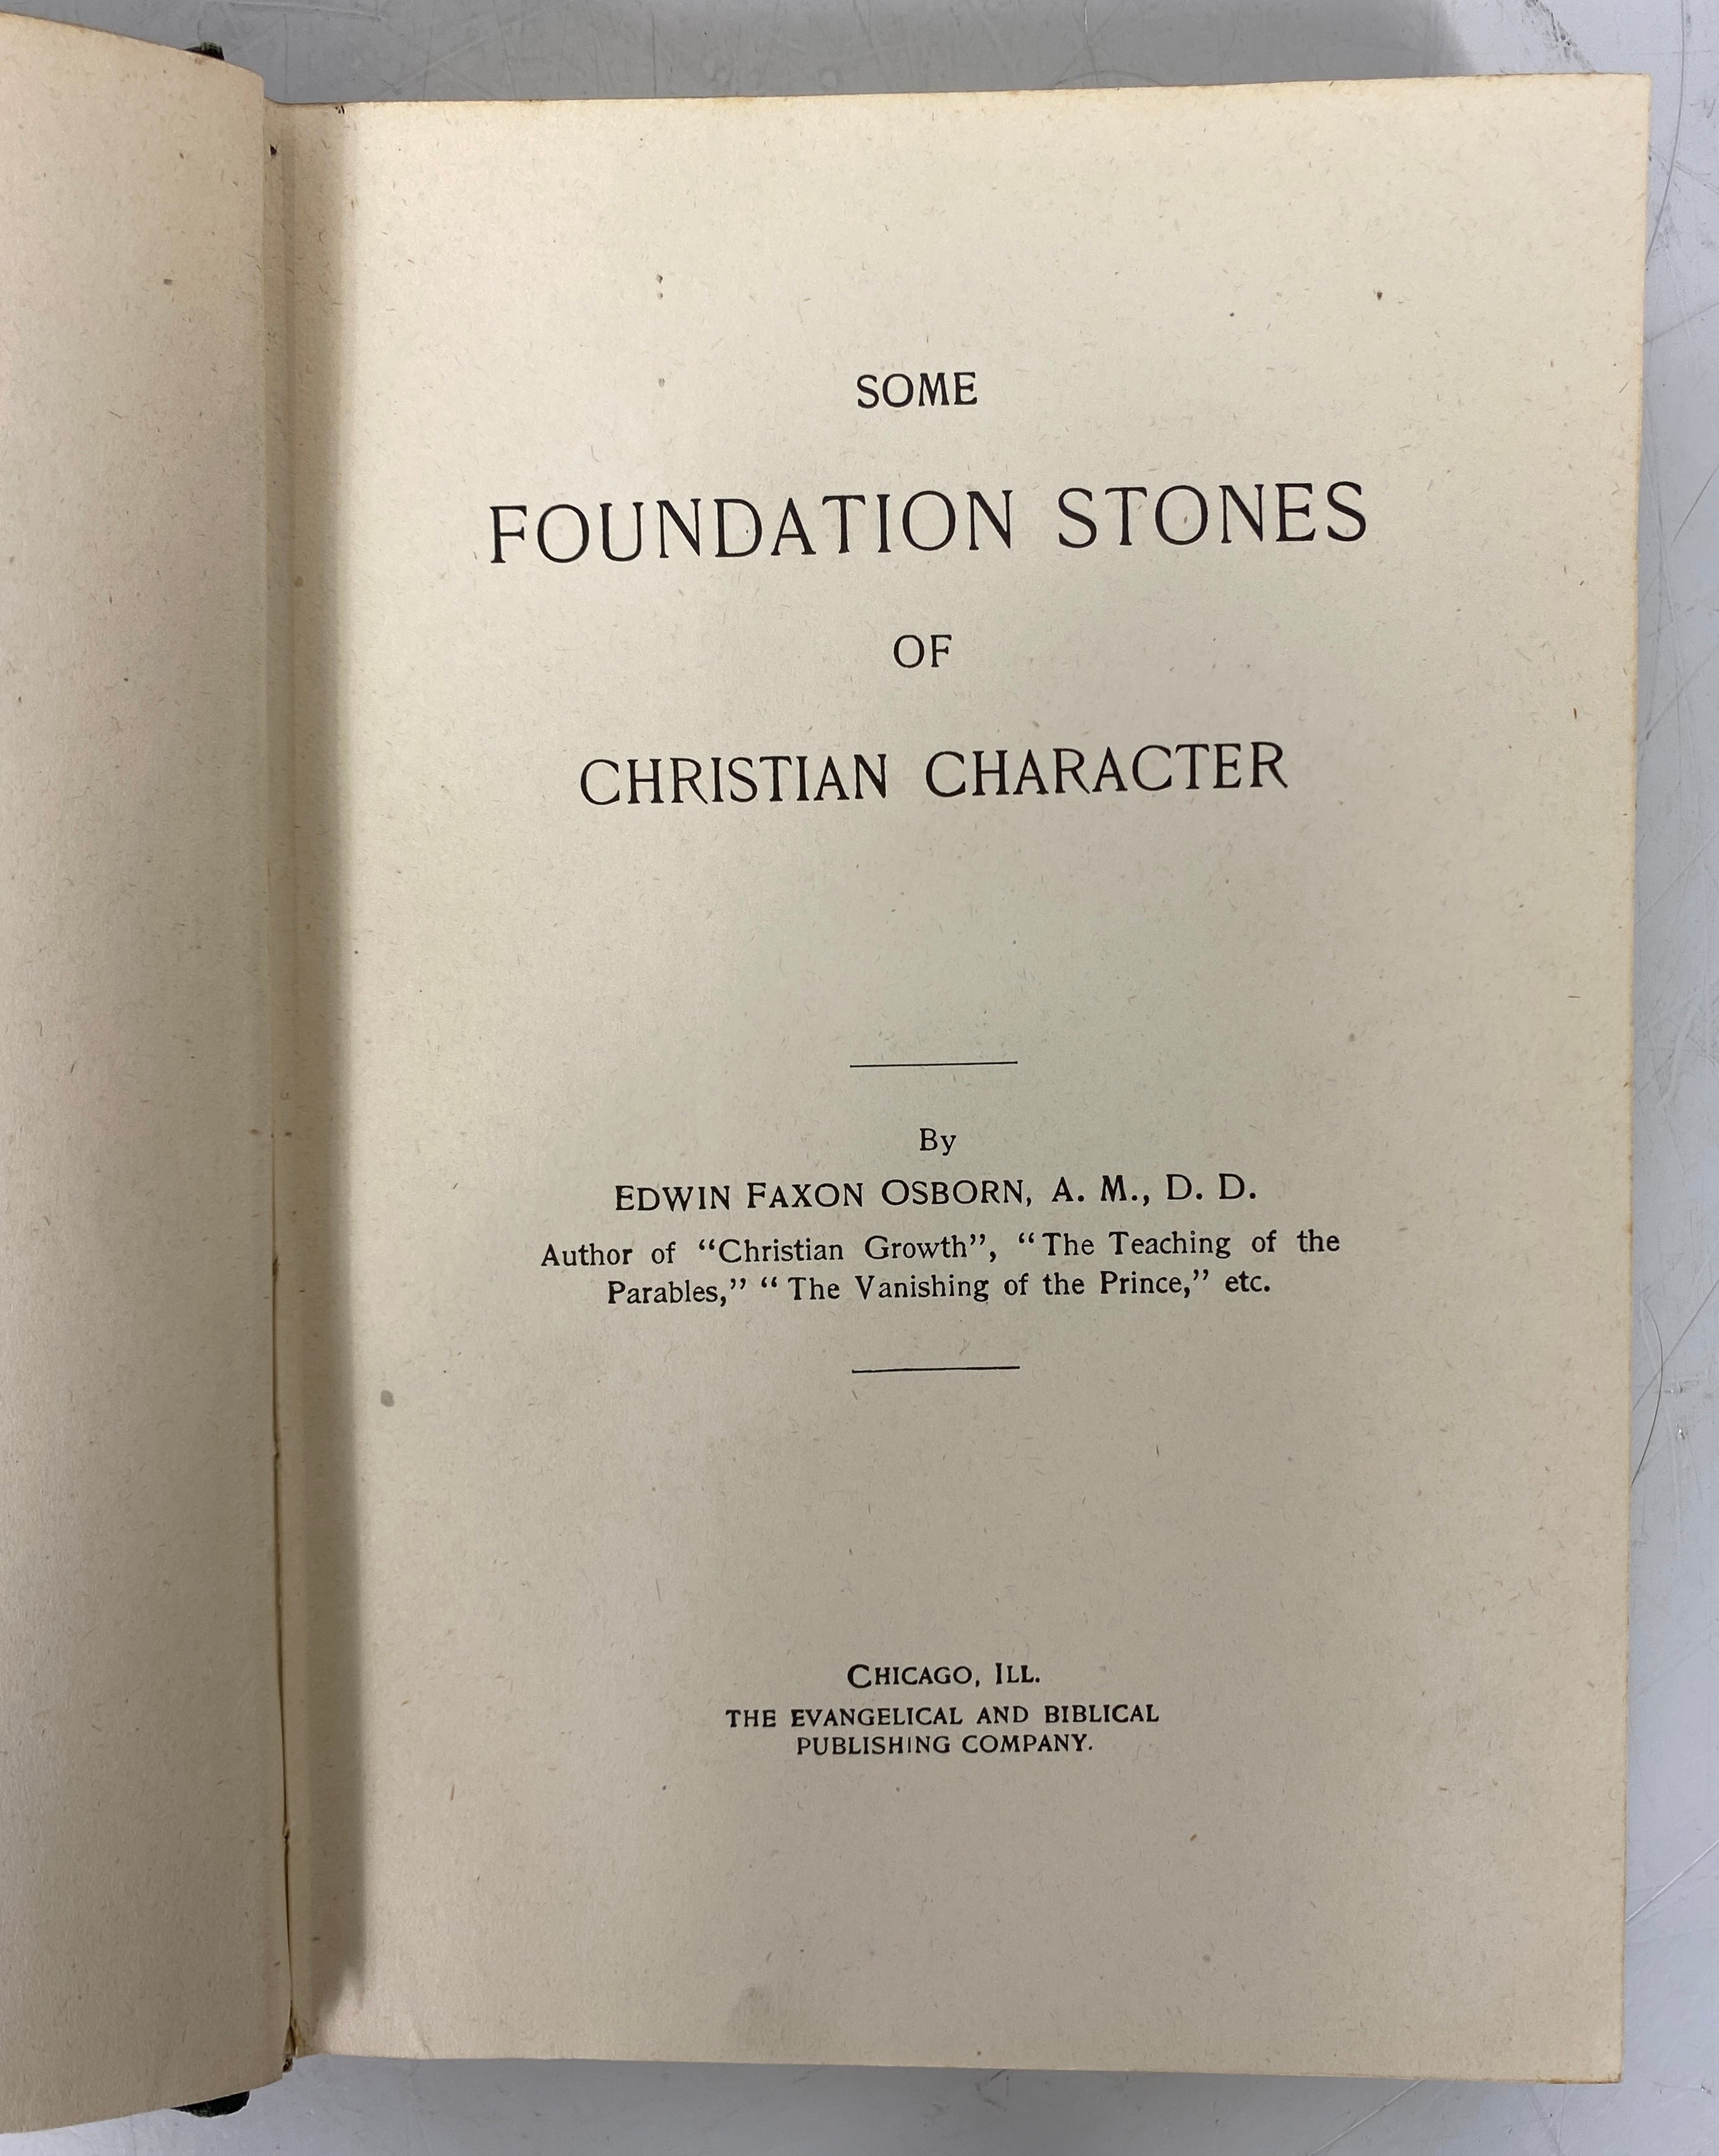 SOME
FOUNDATION STONES
OF
CHRISTIAN CHARACTER
By
EDWIN FAXON OSBORN, A. M., D. D.
Author of “Christian Growth”, “The Teaching of the
Parables,” “The Vanishing of the Prince,” etc.
CHICAGO, ILL.
THE EVANGELICAL AND BIBLICAL
PUBLISHING COMPANY.